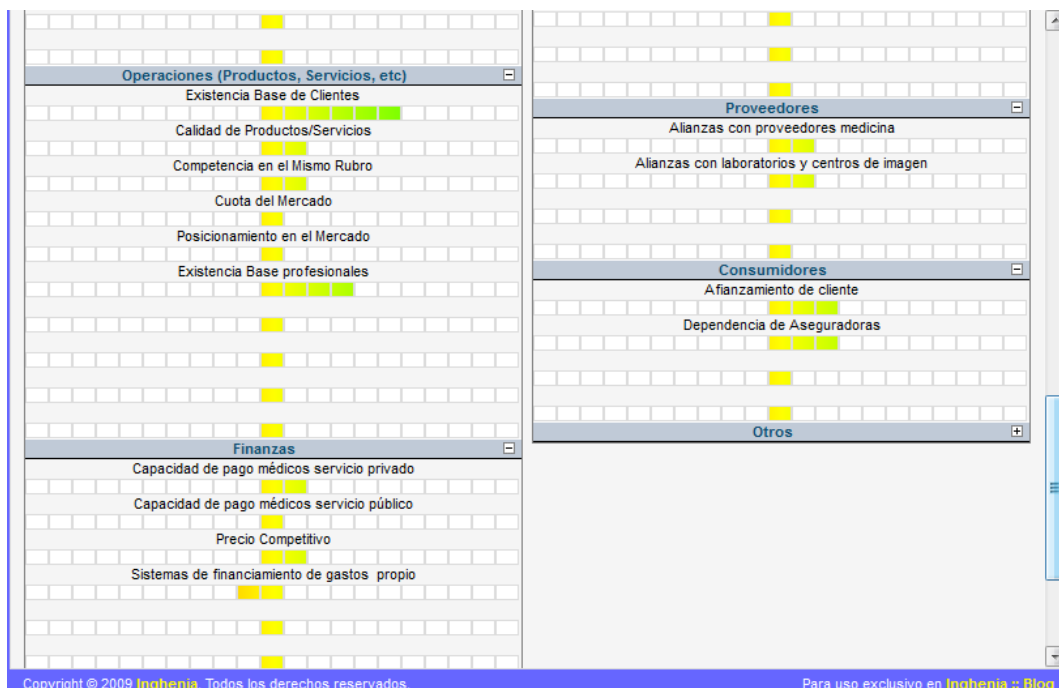 Operaciones (Productos, Servicios, etc)
Existencia Base de Clientes
Calidad de Productos/Servicios
Competencia en el Mismo Rubro
Cuota del Mercado
Posicionamiento en el Mercado
Existencia Base profesionales
Finanzas
Capacidad de pago médicos servicio privado
Capacidad de pago médicos servicio público
Precio Competitivo
Sistemas de financiamiento de gastos propio
Proveedores
Alianzas con proveedores medicina
Alianzas con laboratorios y centros de imagen
Consumidores
Afianzamiento de cliente
Dependencia de Aseguradoras
Otros
Copyright © 2009 Inghenia. Todos los derechos reservados.
Para uso exclusivo en Inghenia :: Blog